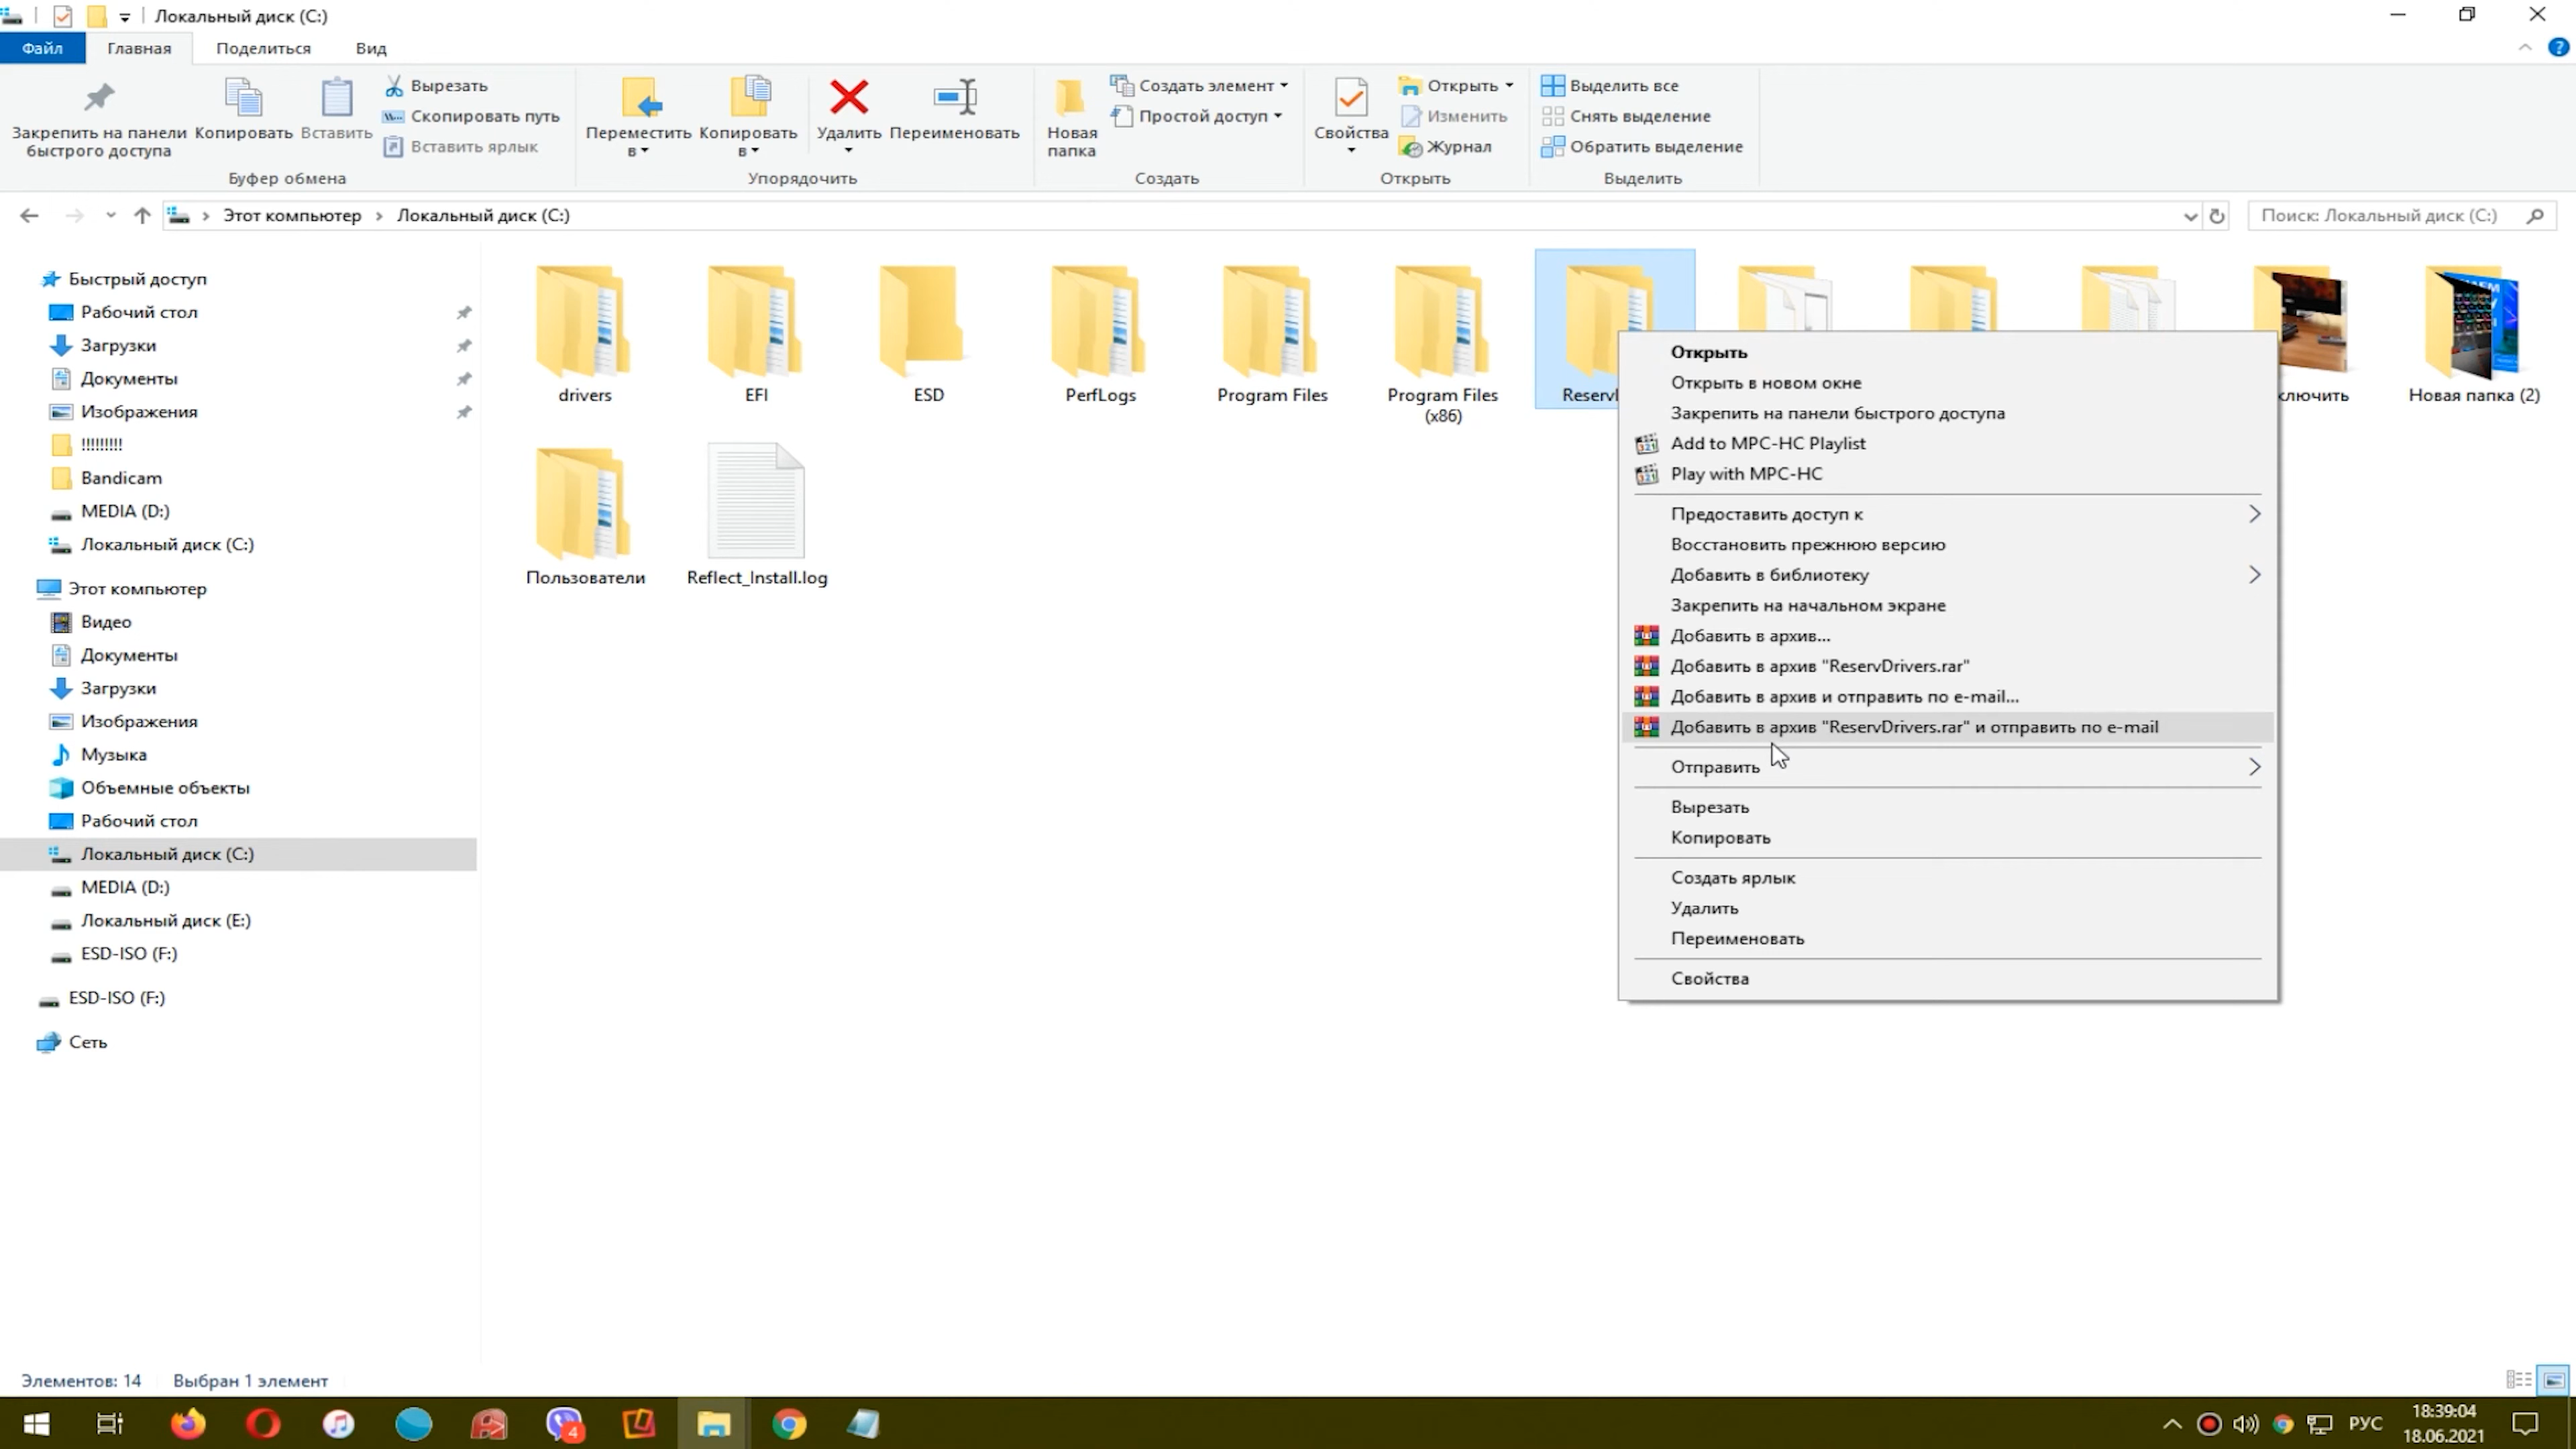 Локальный диск (C:)
Файл
Главная
Поделиться
Вид
Закрепить на панели
быстрого доступа
Копировать
Вставить
Вырезать
Скопировать путь
Вставить ярлык
Буфер обмена
Переместить
в
Копировать
в
Удалить
Переименовать
Упорядочить
Новая
папка
Создать элемент
Простой доступ
Создать
Свойства
Открыть
Изменить
Журнал
Открыть
Выделить все
Снять выделение
Обратить выделение
Выделить
Этот компьютер
Локальный диск (C:)
Поиск: Локальный диск (C:)
Быстрый доступ
Рабочий стол
Загрузки
Документы
Изображения
!!!!!!!!!
Bandicam
MEDIA (D:)
Локальный диск (C:)
Этот компьютер
Видео
Документы
Загрузки
Изображения
Музыка
Объемные объекты
Рабочий стол
Локальный диск (C:)
MEDIA (D:)
Локальный диск (E:)
ESD-ISO (F:)
ESD-ISO (F:)
Сеть
drivers
EFI
ESD
PerfLogs
Program Files
Program Files
(x86)
Новая папка (2)
Пользователи
Reflect_Install.log
Открыть
Открыть в новом окне
Закрепить на панели быстрого доступа
Add to MPC-HC Playlist
Play with MPC-HC
Предоставить доступ к
Восстановить прежнюю версию
Добавить в библиотеку
Закрепить на начальном экране
Добавить в архив...
Добавить в архив "ReservDrivers.rar"
Добавить в архив и отправить по e-mail...
Добавить в архив "ReservDrivers.rar" и отправить по e-mail
Отправить
Вырезать
Копировать
Создать ярлык
Удалить
Переименовать
Свойства
Элементов: 14
Выбран 1 элемент
4
РУС
18:39:04
18.06.2021